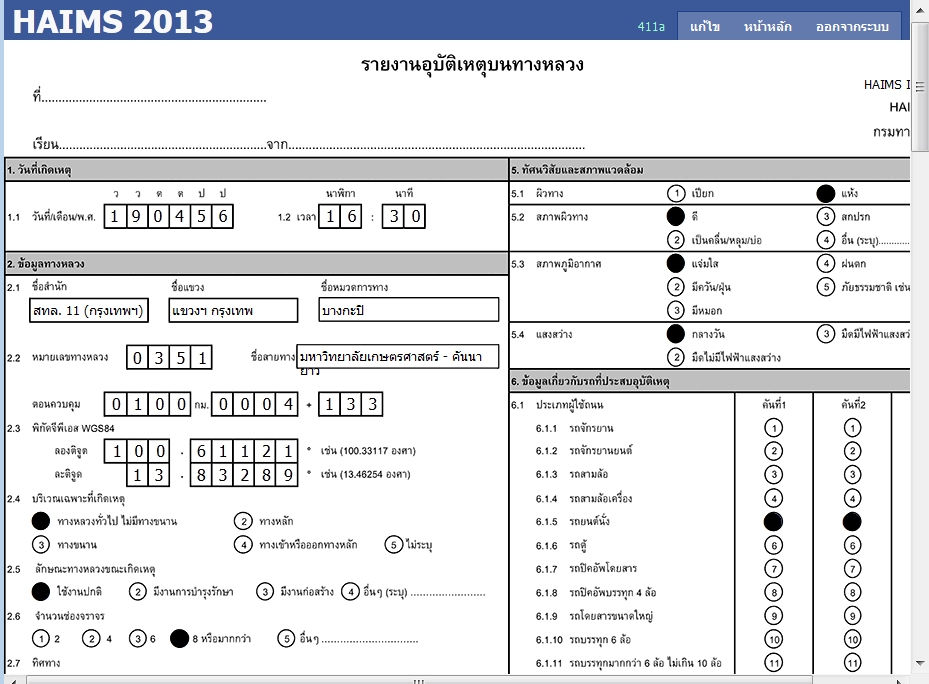 HAIMS 2013
411a แก้ไข หน้าหลัก ออกจากระบบ
รายงานอุบัติเหตุบนทางหลวง
HAIMS I
ที่.................................................................
HAI
กรมทา
เรียน.............................................................จาก.......................................................................................
1. วันที่เกิดเหตุ
ว ว ด ด ป ป นาฬิกา นาที
1.1 วันที่/เดือน/พ.ศ. 1 9 0 4 5 6 1.2 เวลา 1 6 : 3 0
2. ข้อมูลทางหลวง
2.1 ชื่อสำนัก ชื่อแขวง ชื่อหมวดการทาง
สทล. 11 (กรุงเทพฯ) แขวงฯ กรุงเทพ บางกะปิ
2.2 หมายเลขทางหลวง 0 3 5 1 ชื่อสายทาง มหาวิทยาลัยเกษตรศาสตร์ - คันนา
ยาว
ตอนควบคุม 0 1 0 0 กม. 0 0 0 4 + 1 3 3
2.3 พิกัดจีพีเอส WGS84
ลองติจูด 1 0 0 . 6 1 1 2 1 ° เช่น (100.33117 องศา)
ละติจูด 1 3 . 8 3 2 8 9 ° เช่น (13.46254 องศา)
2.4 บริเวณเฉพาะที่เกิดเหตุ
ทางหลวงทั่วไป ไม่มีทางขนาน 2 ทางหลัก
3 ทางขนาน 4 ทางเข้าหรือออกทางหลัก 5 ไม่ระบุ
2.5 ลักษณะทางหลวงขณะเกิดเหตุ
ใช้งานปกติ 2 มีงานการบำรุงรักษา 3 มีงานก่อสร้าง 4 อื่นๆ (ระบุ) .........................
2.6 จำนวนช่องจราจร
1 2 2 4 3 6 8 หรือมากกว่า 5 อื่นๆ ................................
2.7 ทิศทาง
5. ทัศนวิสัยและสภาพแวดล้อม
5.1 ผิวทาง 1 เปียก แห้ง
5.2 สภาพผิวทาง ดี 3 สกปรก
2 เป็นคลื่น/หลุม/บ่อ 4 อื่น (ระบุ)...........
5.3 สภาพภูมิอากาศ แจ่มใส 4 ฝนตก
2 มีควัน/ฝุ่น 5 ภัยธรรมชาติ เช่น
3 มีหมอก
5.4 แสงสว่าง กลางวัน 3 มืดมีไฟฟ้าแสงสว่
2 มืดไม่มีไฟฟ้าแสงสว่าง
6. ข้อมูลเกี่ยวกับรถที่ประสบอุบัติเหตุ
6.1 ประเภทผู้ใช้ถนน คันที่1 คันที่2
6.1.1 รถจักรยาน 1 1
6.1.2 รถจักรยานยนต์ 2 2
6.1.3 รถสามล้อ 3 3
6.1.4 รถสามล้อเครื่อง 4 4
6.1.5 รถยนต์นั่ง
6.1.6 รถตู้ 6 6
6.1.7 รถปิคอัพโดยสาร 7 7
6.1.8 รถปิคอัพบรรทุก 4 ล้อ 8 8
6.1.9 รถโดยสารขนาดใหญ่ 9 9
6.1.10 รถบรรทุก 6 ล้อ 10 10
6.1.11 รถบรรทุกมากกว่า 6 ล้อ ไม่เกิน 10 ล้อ 11 11